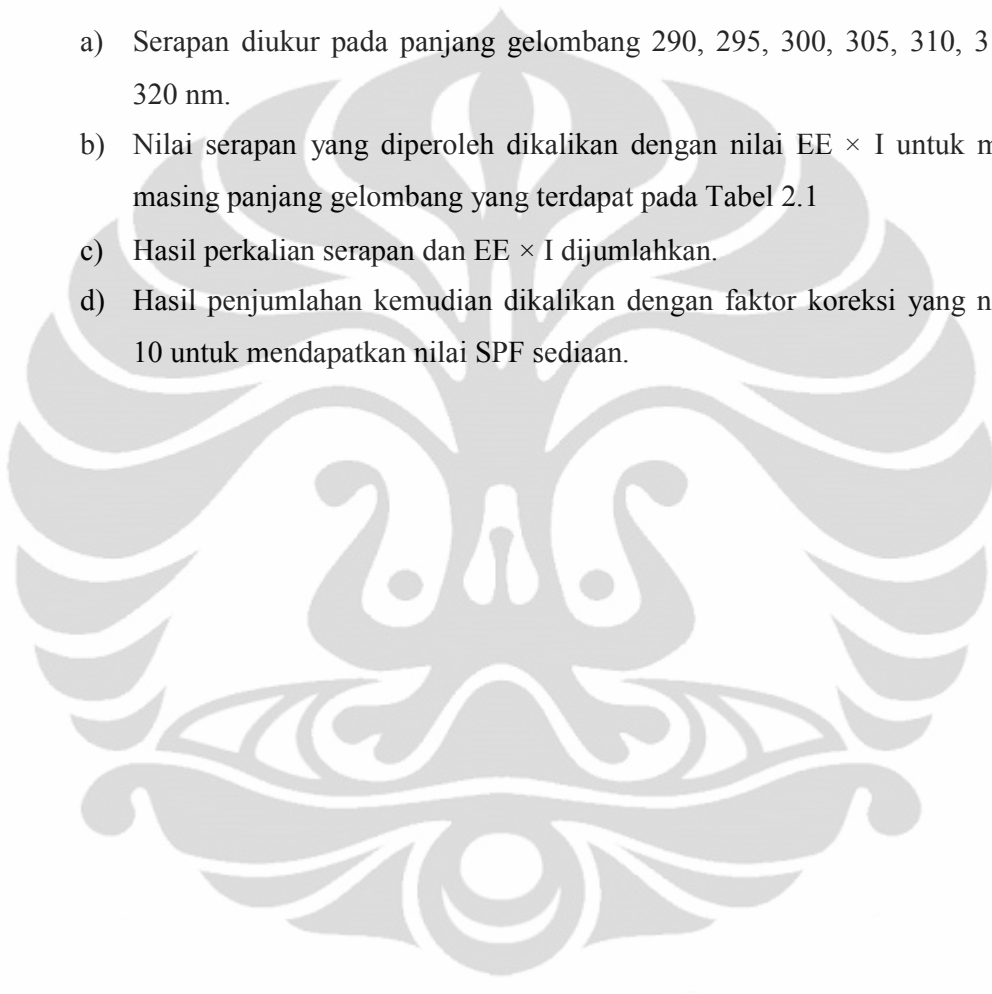 a) Serapan diukur pada panjang gelombang 290, 295, 300, 305, 310, 3
320 nm.
b) Nilai serapan yang diperoleh dikalikan dengan nilai EE × I untuk m
masing panjang gelombang yang terdapat pada Tabel 2.1
c) Hasil perkalian serapan dan EE × I dijumlahkan.
d) Hasil penjumlahan kemudian dikalikan dengan faktor koreksi yang n
10 untuk mendapatkan nilai SPF sediaan.